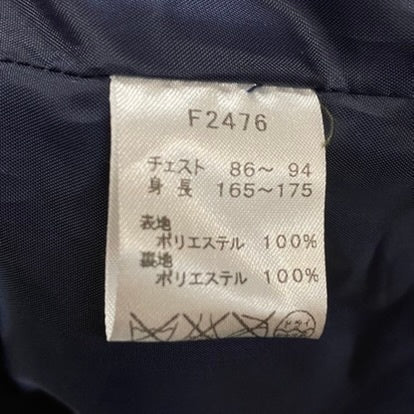 F2476
チェスト 86～ 94
身長 165～175
表地
ポリエステル 100%
裏地
ポリエステル 100%